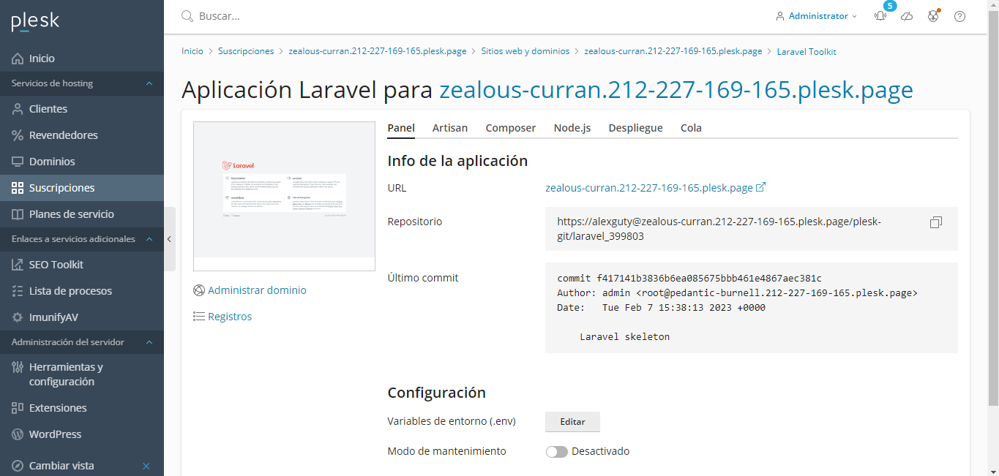 plesk
Buscar...
Administrator
5
Inicio
Servicios de hosting
Clientes
Revendedores
Dominios
Suscripciones
Planes de servicio
Enlaces a servicios adicionales
SEO Toolkit
Lista de procesos
ImunifyAV
Administración del servidor
Herramientas y
configuración
Extensiones
WordPress
Cambiar vista
Inicio > Suscripciones > zealous-curran.212-227-169-165.plesk.page > Sitios web y dominios > zealous-curran.212-227-169-165.plesk.page > Laravel Toolkit
Aplicación Laravel para zealous-curran.212-227-169-165.plesk.page
Laravel
Administrar dominio
Registros
Panel Artisan Composer Node.js Despliegue Cola
Info de la aplicación
URL zealous-curran.212-227-169-165.plesk.page
Repositorio https://alexguty@zealous-curran.212-227-169-165.plesk.page/plesk-
git/laravel_399803
Último commit commit f417141b3836b6ea085675bbb461e4867aec381c
Author: admin <root@pedantic-burnell.212-227-169-165.plesk.page>
Date: Tue Feb 7 15:38:13 2023 +0000
Laravel skeleton
Configuración
Variables de entorno (.env) Editar
Modo de mantenimiento Desactivado